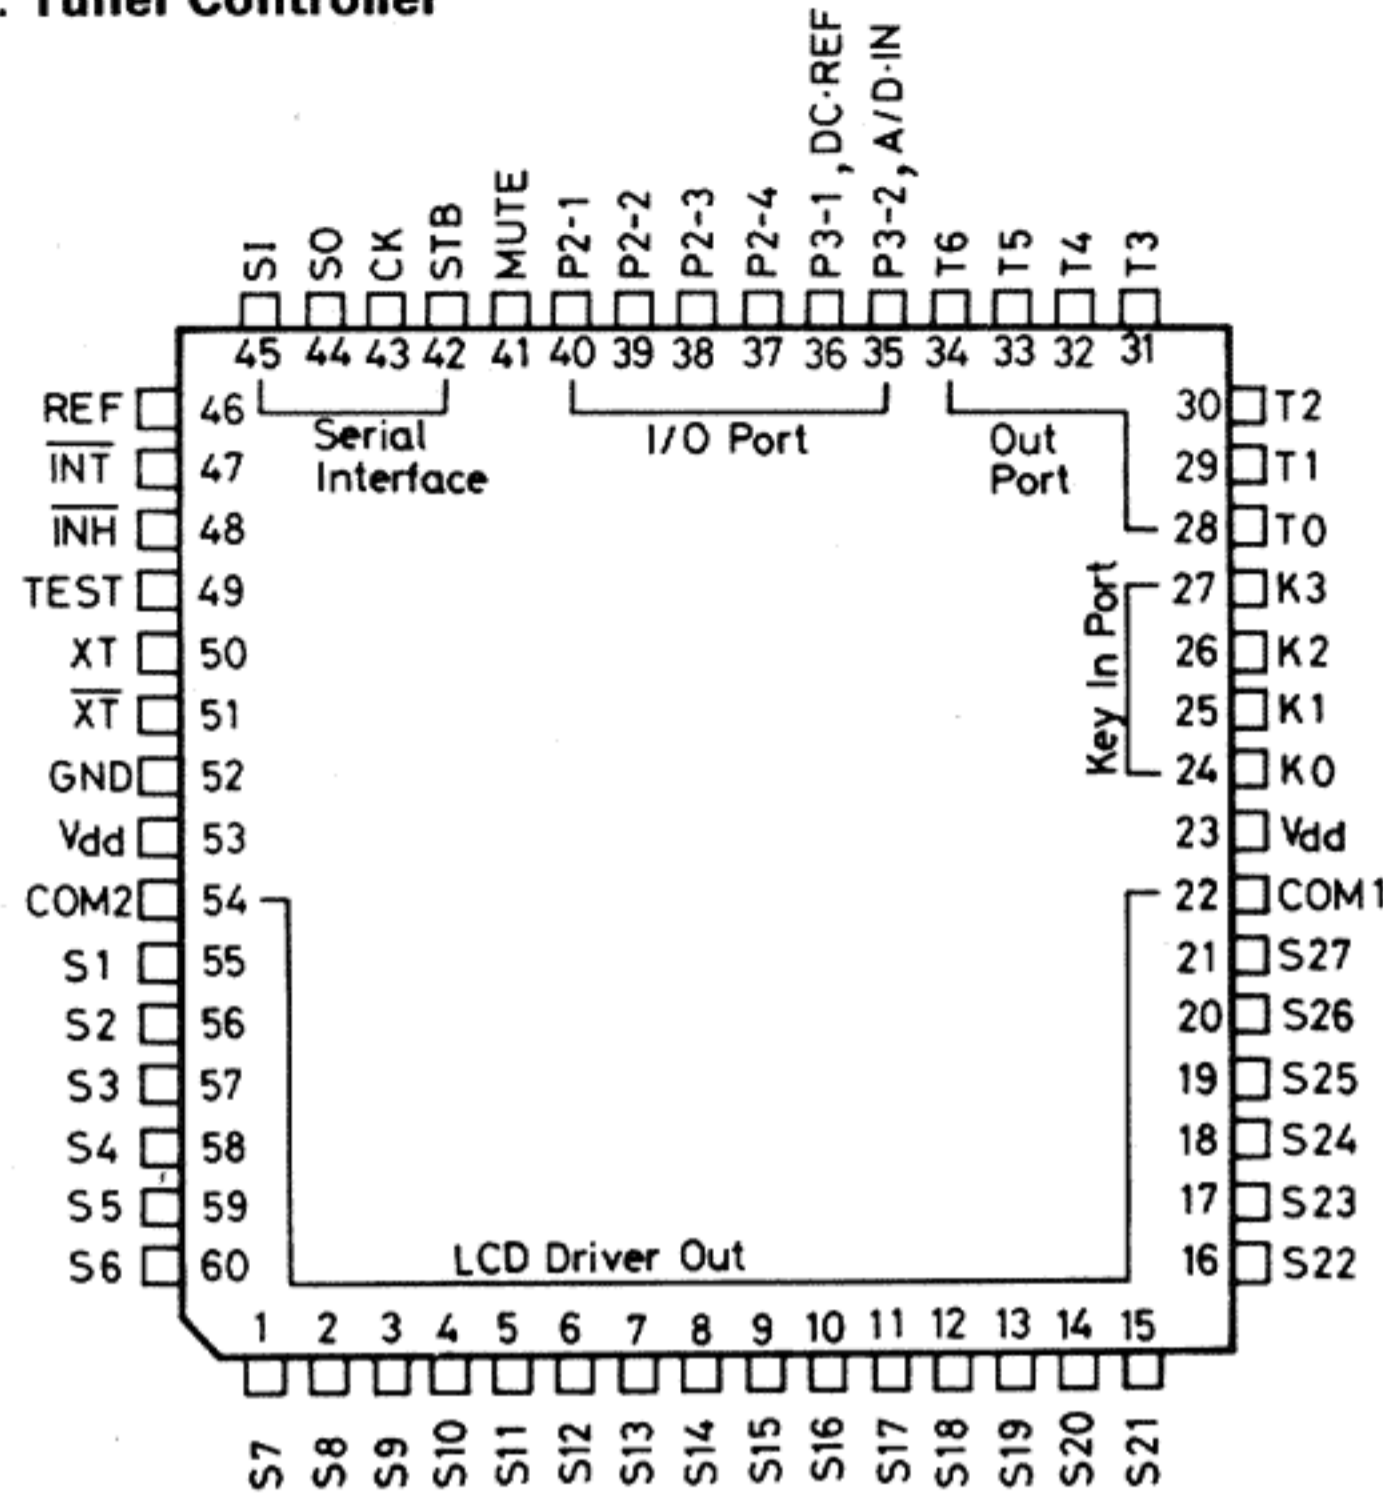 . Tuner Controller
SI SO CK STB MUTE P2-1 P2-2 P2-3 P2-4 P3-1, DC·REF P3-2, A/D·IN T6 T5 T4 T3
45 44 43 42 41 40 39 38 37 36 35 34 33 32 31
Serial
Interface
I/O Port
Out
Port
REF 46
INT 47
INH 48
TEST 49
XT 50
XT 51
GND 52
Vdd 53
COM2 54
S1 55
S2 56
S3 57
S4 58
S5 59
S6 60
30 T2
29 T1
28 T0
27 K3
26 K2
25 K1
24 K0
Key In Port
23 Vdd
22 COM1
21 S27
20 S26
19 S25
18 S24
17 S23
16 S22
LCD Driver Out
1 2 3 4 5 6 7 8 9 10 11 12 13 14 15
S7 S8 S9 S10 S11 S12 S13 S14 S15 S16 S17 S18 S19 S20 S21